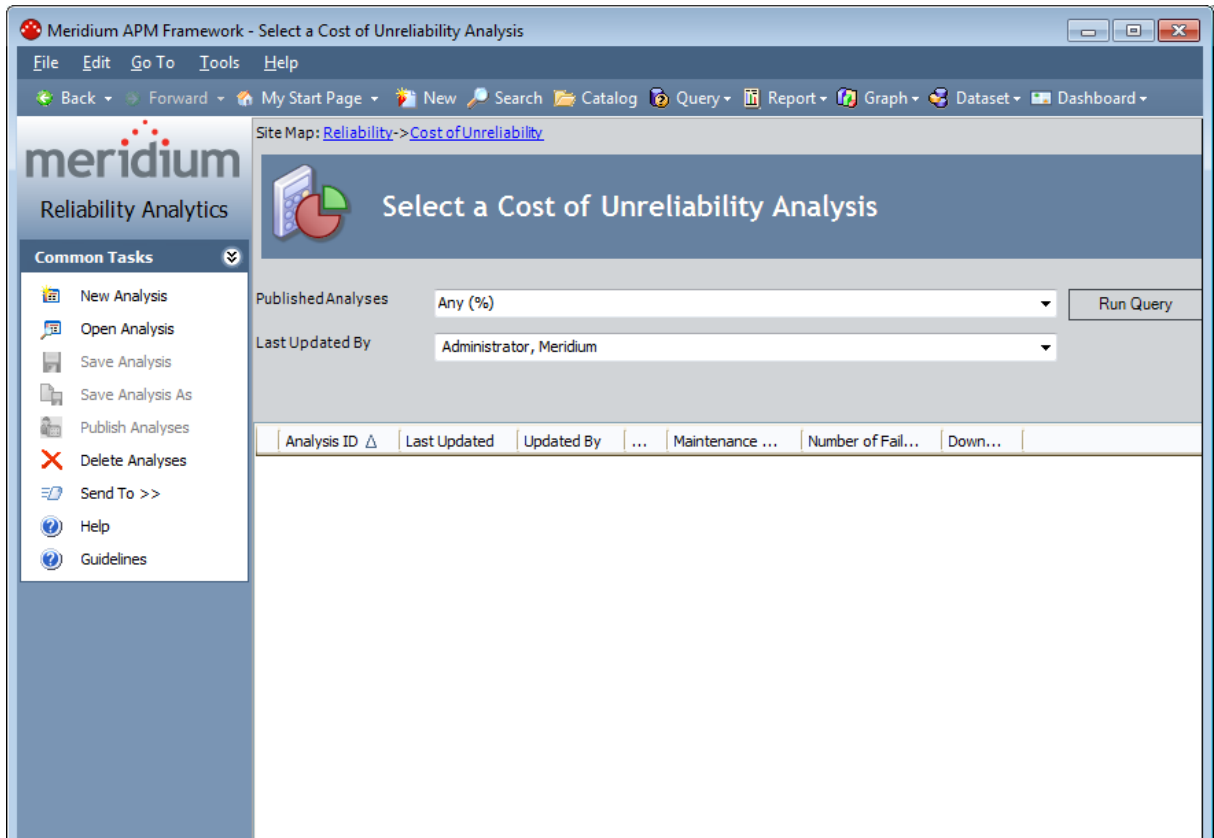 Meridium APM Framework - Select a Cost of Unreliability Analysis
File Edit Go To Tools Help
Back Forward My Start Page New Search Catalog Query Report Graph Dataset Dashboard
meridium
Reliability Analytics
Common Tasks
New Analysis
Open Analysis
Save Analysis
Save Analysis As
Publish Analyses
Delete Analyses
Send To >>
Help
Guidelines
Site Map: Reliability->Cost of Unreliability
Select a Cost of Unreliability Analysis
Published Analyses Any (%) Run Query
Last Updated By Administrator, Meridium
Analysis ID Last Updated Updated By ... Maintenance ... Number of Fail... Down...